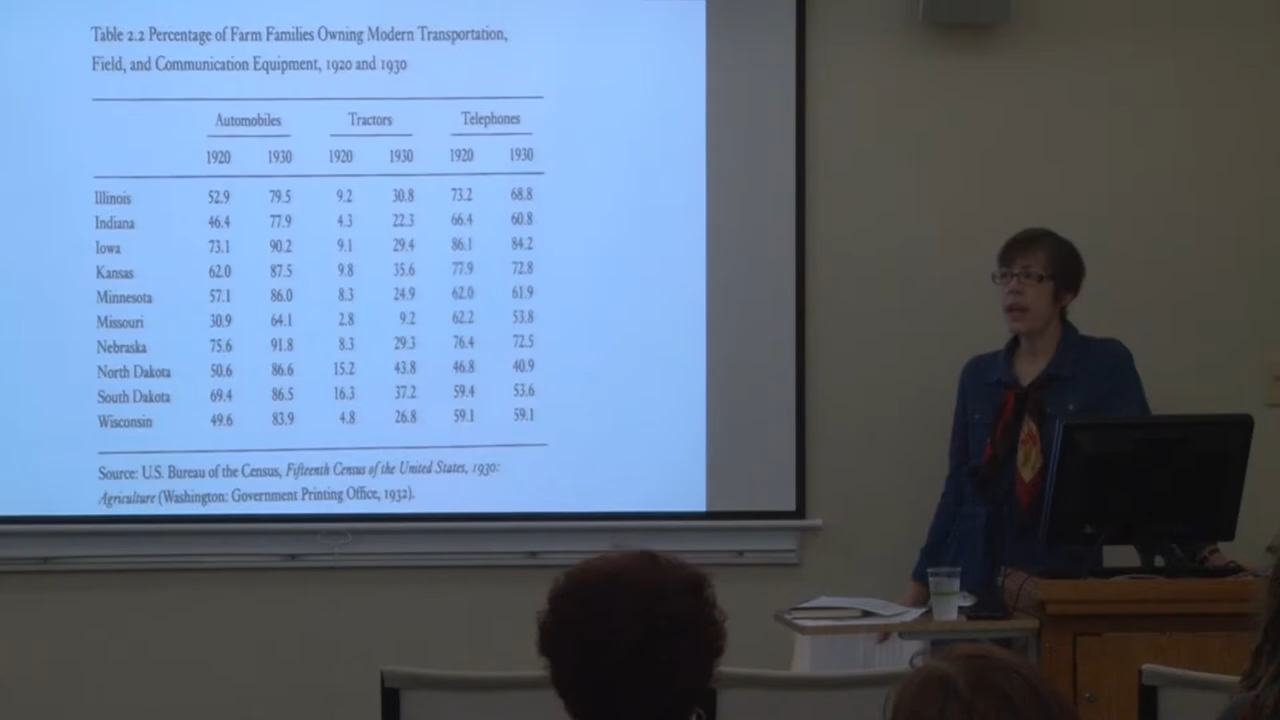 Table 2.2 Percentage of Farm Families Owning Modern Transportation,
Field, and Communication Equipment, 1920 and 1930
Automobiles Tractors Telephones
1920 1930 1920 1930 1920 1930
Illinois 52.9 79.5 9.2 30.8 73.2 68.8
Indiana 46.4 77.9 4.3 22.3 66.4 60.8
Iowa 73.1 90.2 9.1 29.4 86.1 84.2
Kansas 62.0 87.5 9.8 35.6 77.9 72.8
Minnesota 57.1 86.0 8.3 24.9 62.0 61.9
Missouri 30.9 64.1 2.8 9.2 62.2 53.8
Nebraska 75.6 91.8 8.3 29.3 76.4 72.5
North Dakota 50.6 86.6 15.2 43.8 46.8 40.9
South Dakota 69.4 86.5 16.3 37.2 59.4 53.6
Wisconsin 49.6 83.9 4.8 26.8 59.1 59.1
Source: U.S. Bureau of the Census, Fifteenth Census of the United States, 1930:
Agriculture (Washington: Government Printing Office, 1932).